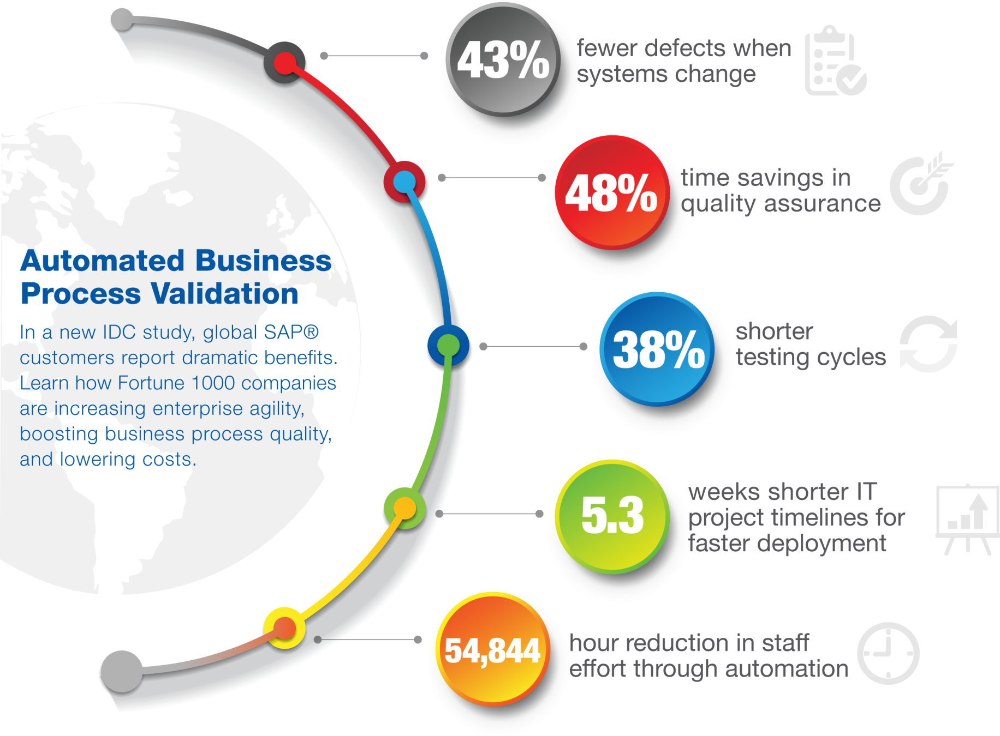 Automated Business
Process Validation
In a new IDC study, global SAP®
customers report dramatic benefits.
Learn how Fortune 1000 companies
are increasing enterprise agility,
boosting business process quality,
and lowering costs.
43%
fewer defects when
systems change
48%
time savings in
quality assurance
38%
shorter
testing cycles
5.3
weeks shorter IT
project timelines for
faster deployment
54,844
hour reduction in staff
effort through automation